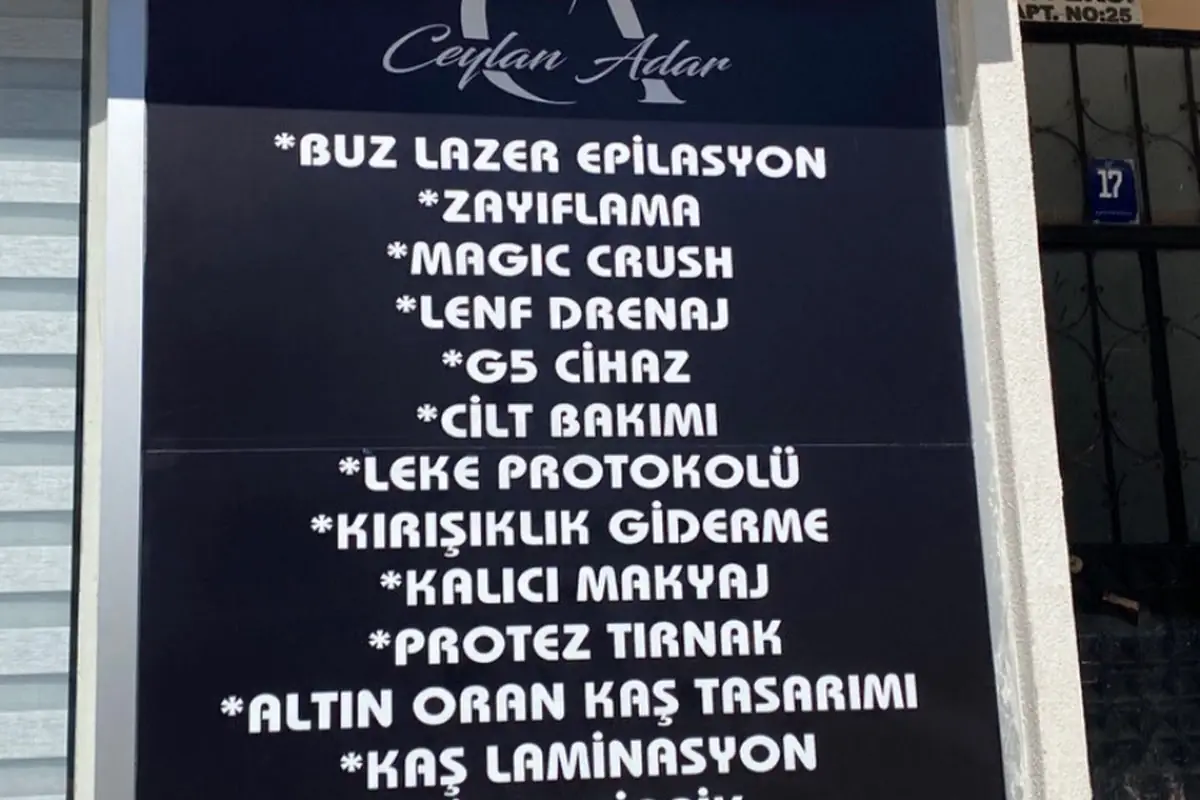 APT. NO:25
Ceylan Adar
*BUZ LAZER EPİLASYON
17
*ZAYIFLAMA
*MAGIC CRUSH
*LENF DRENAJ
*G5 CİHAZ
*CİLT BAKIMI
*LEKE PROTOKOLÜ
*KIRIŞIKLIK GİDERME
*KALICI MAKYAJ
*PROTEZ TIRNAK
*ALTIN ORAN KAŞ TASARIMI
*KAŞ LAMİNASYON